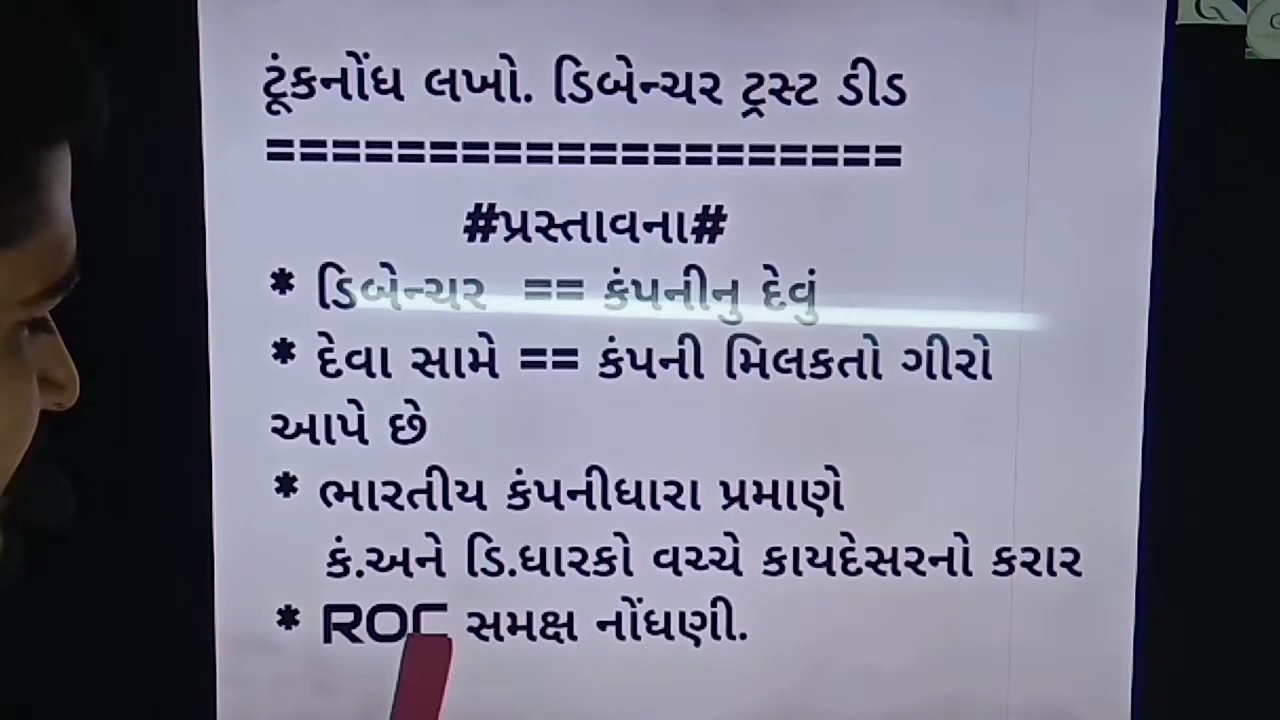 ટૂંકનોંધ લખો. ડિબેન્ચર ટ્રસ્ટ ડીડ
====================
#પ્રસ્તાવના#
* ડિબેન્ચર == કંપનીનુ દેવું
* દેવા સામે == કંપની મિલકતો ગીરો
આપે છે
* ભારતીય કંપનીધારા પ્રમાણે
કં.અને ડિ.ધારકો વચ્ચે કાયદેસરનો કરાર
* ROC સમક્ષ નોંધણી.